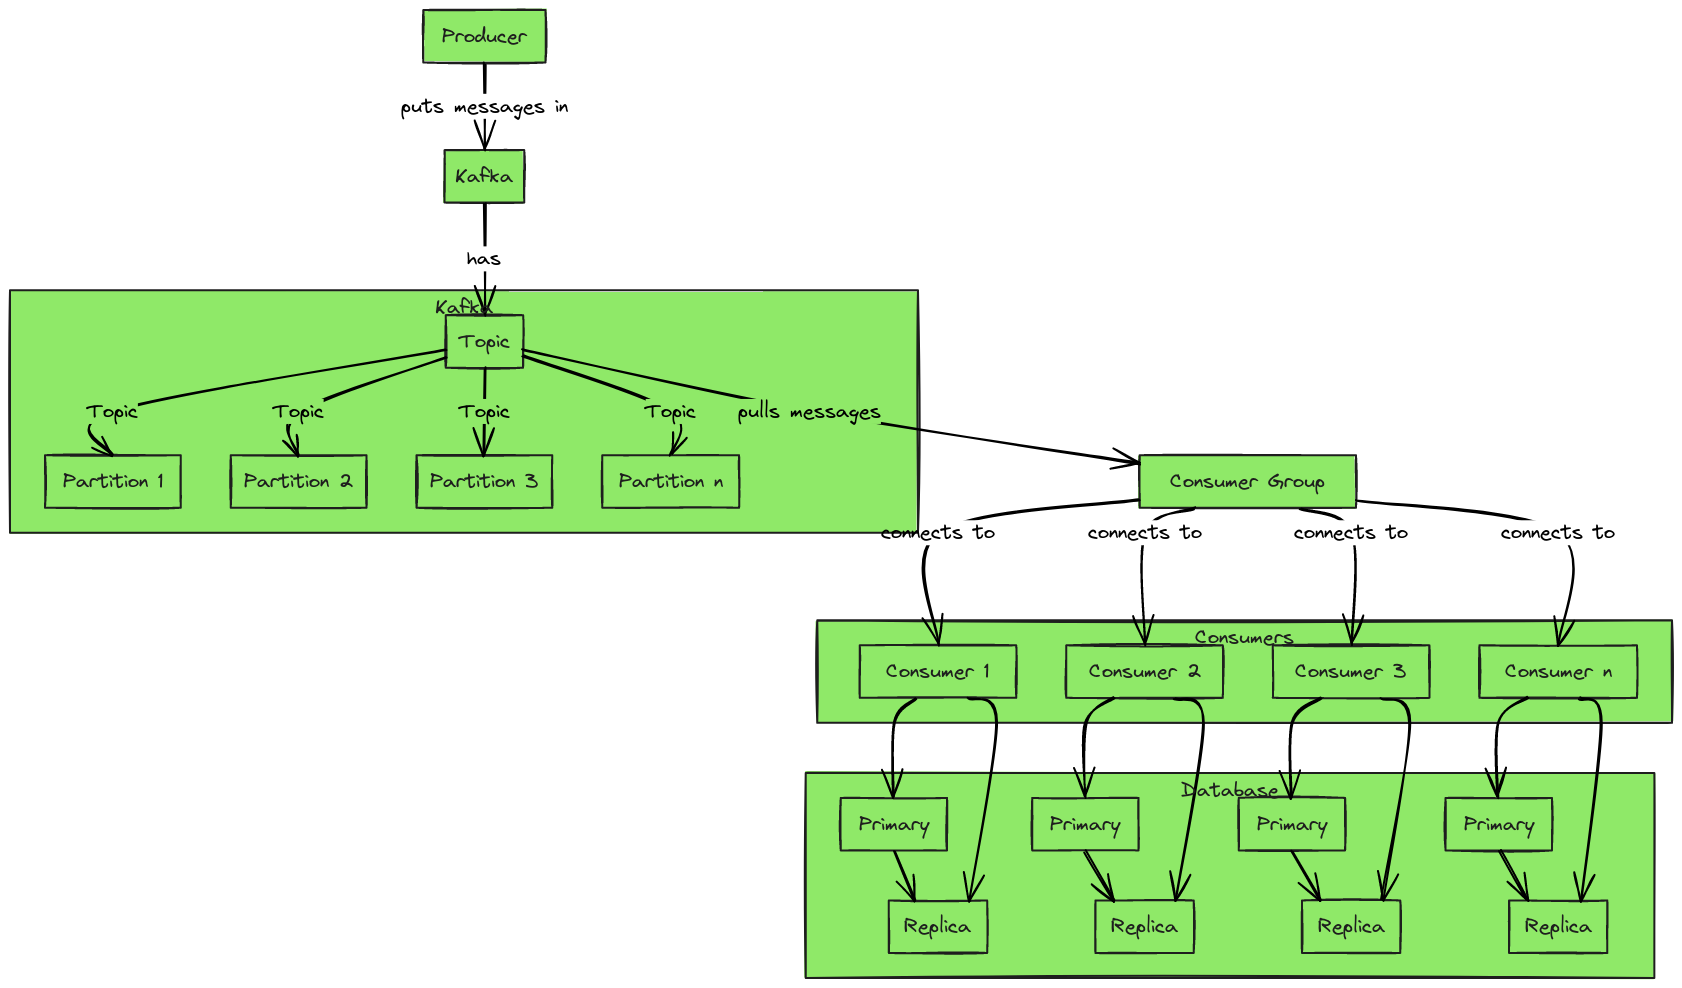 Producer
puts messages in
Kafka
has
Kafka
Topic
Topic
Topic
Topic
Topic
pulls messages
Partition 1
Partition 2
Partition 3
Partition n
Consumer Group
connects to
connects to
connects to
connects to
Consumers
Consumer 1
Consumer 2
Consumer 3
Consumer n
Database
Primary
Primary
Primary
Primary
Replica
Replica
Replica
Replica